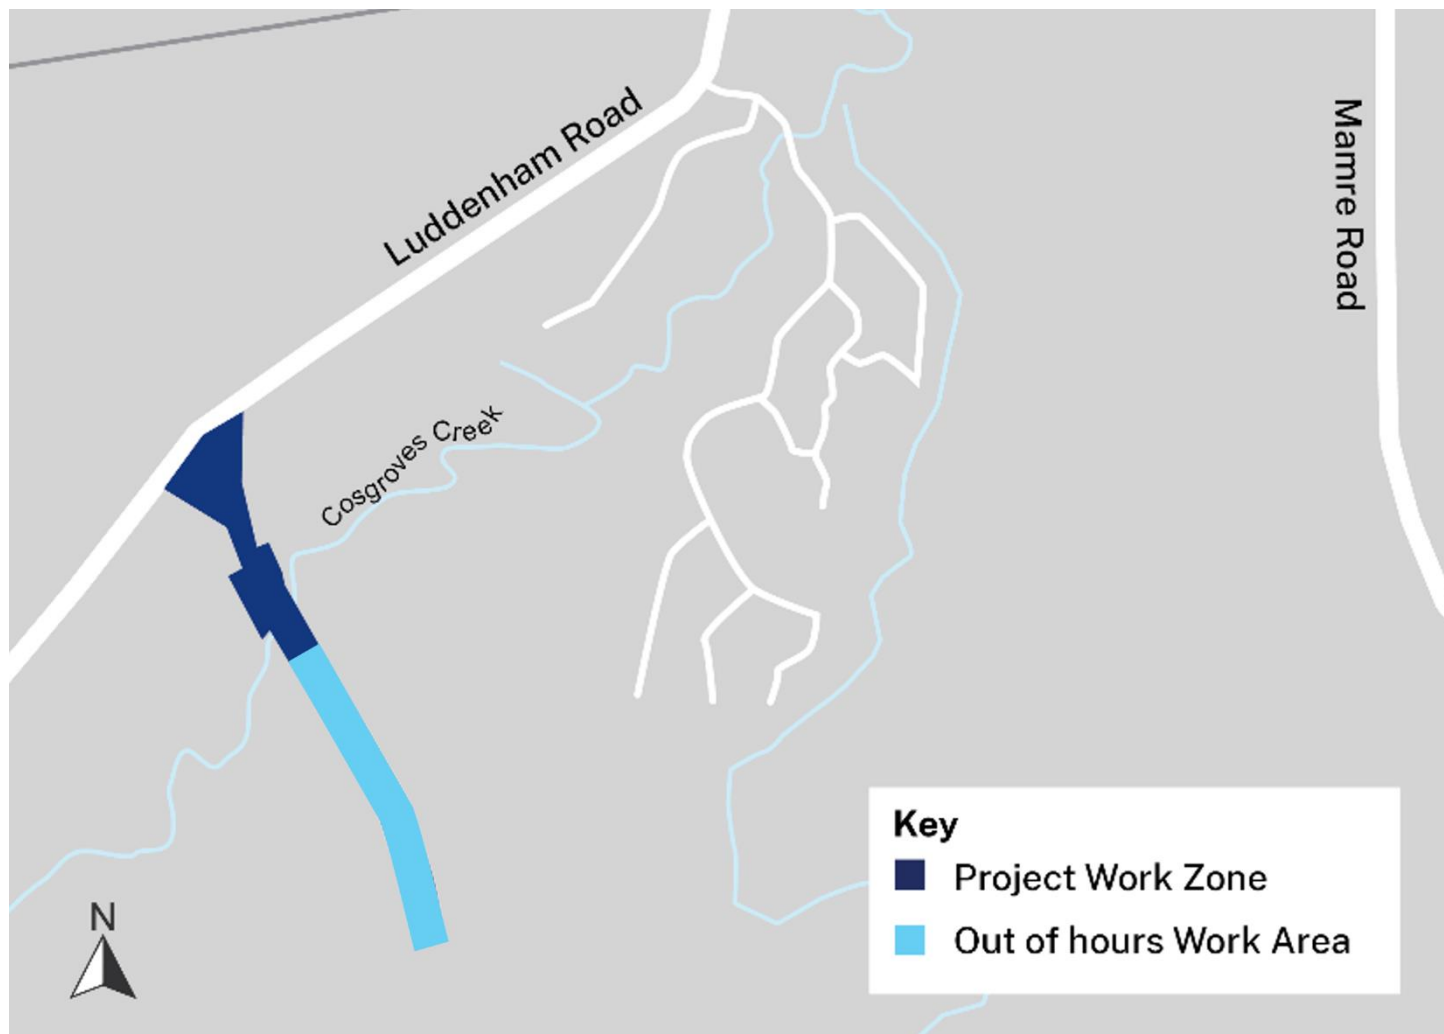 Luddenham Road
Mamre Road
Cosgroves Creek
Key
Project Work Zone
Out of hours Work Area
N